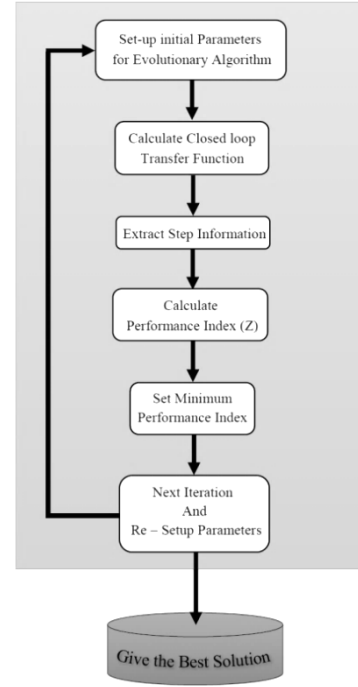 Set-up initial Parameters
for Evolutionary Algorithm
Calculate Closed loop
Transfer Function
Extract Step Information
Calculate
Performance Index (Z)
Set Minimum
Performance Index
Next Iteration
And
Re – Setup Parameters
Give the Best Solution